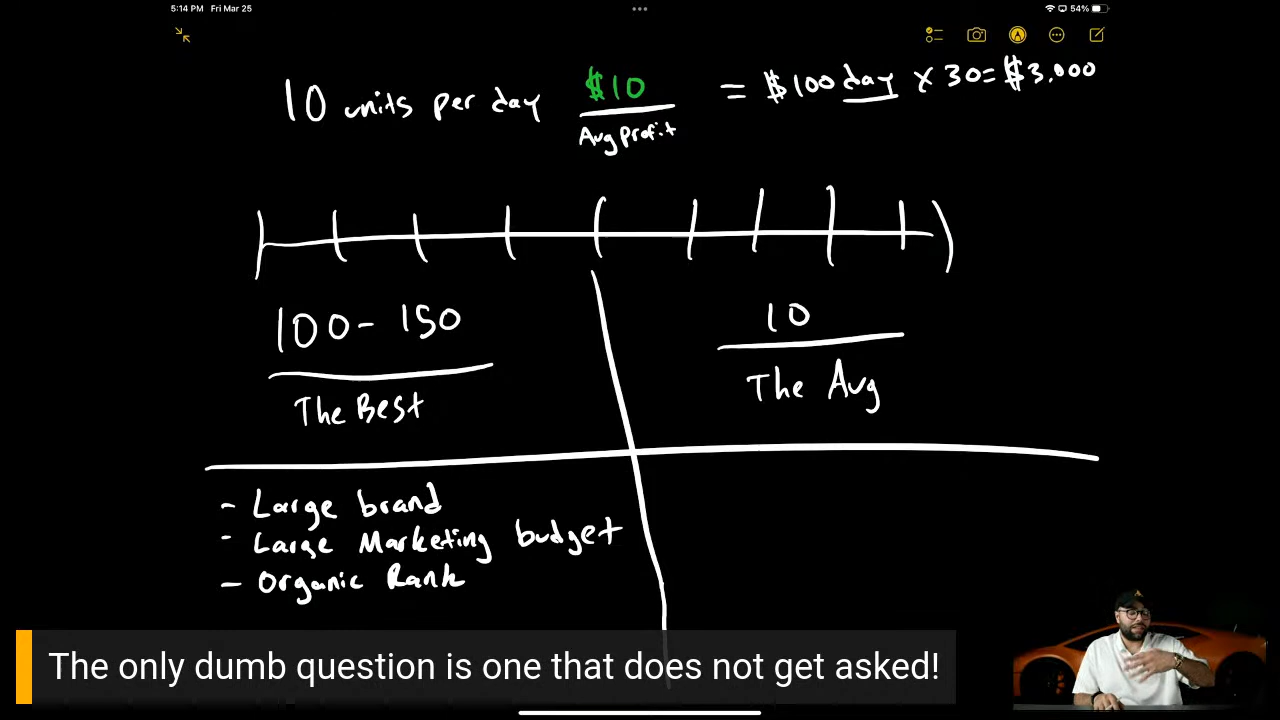 5:14 PM Fri Mar 25
54%
10 units per day $10 = $100 day x 30 = $3,000
Avg Profit
100 - 150
10
The Best
The Avg
- Large brand
- Large Marketing budget
- Organic Rank
The only dumb question is one that does not get asked!